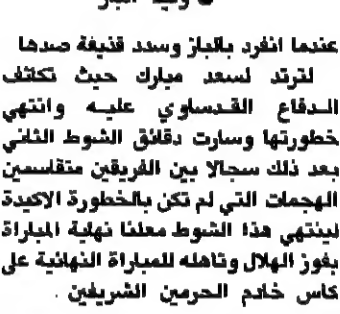 عندما انفرد بالباز وسدد قذيفة صدها
لترتد لسعد مبارك حيث تكاتف
الدفاع القدساوي عليه وانتهي
خطورتها وسارت دقائق الشوط الثاني
بعد ذلك سجالا بين الفريقين متقاسمين
الهجمات التي لم تكن بالخطورة الاكيدة
لينتهي هذا الشوط معلنا نهاية المباراة
بفوز الهلال وتاهله للمباراة النهائية على
كاس خادم الحرمين الشريفين .